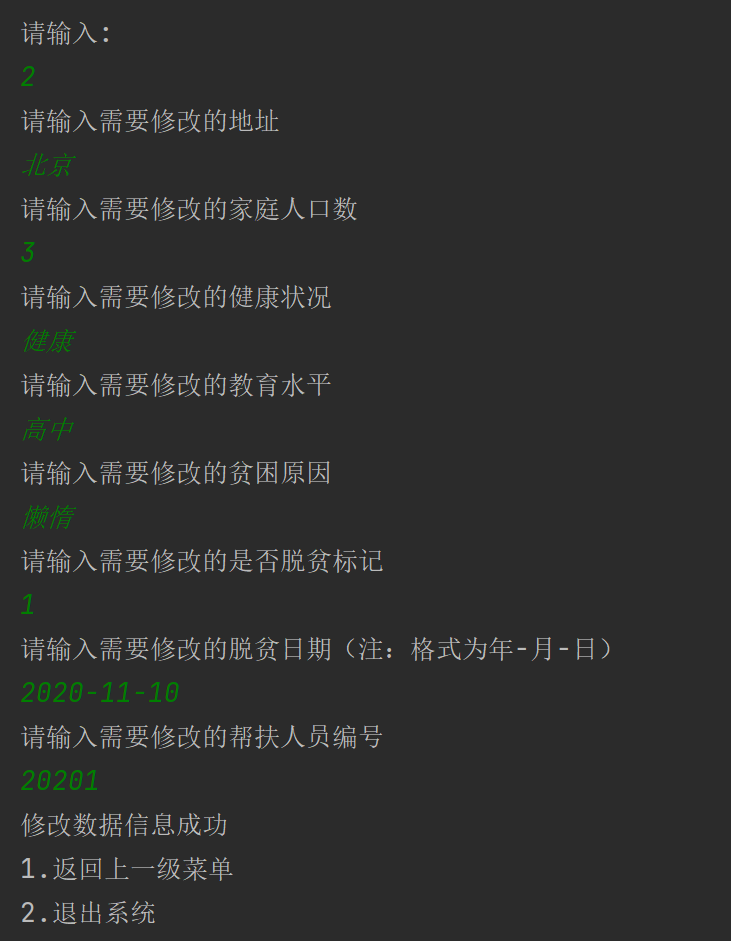 请输入:
2
请输入需要修改的地址
北京
请输入需要修改的家庭人口数
3
请输入需要修改的健康状况
健康
请输入需要修改的教育水平
高中
请输入需要修改的贫困原因
懒惰
请输入需要修改的是否脱贫标记
1
请输入需要修改的脱贫日期（注：格式为年-月-日）
2020-11-10
请输入需要修改的帮扶人员编号
20201
修改数据信息成功
1.返回上一级菜单
2.退出系统